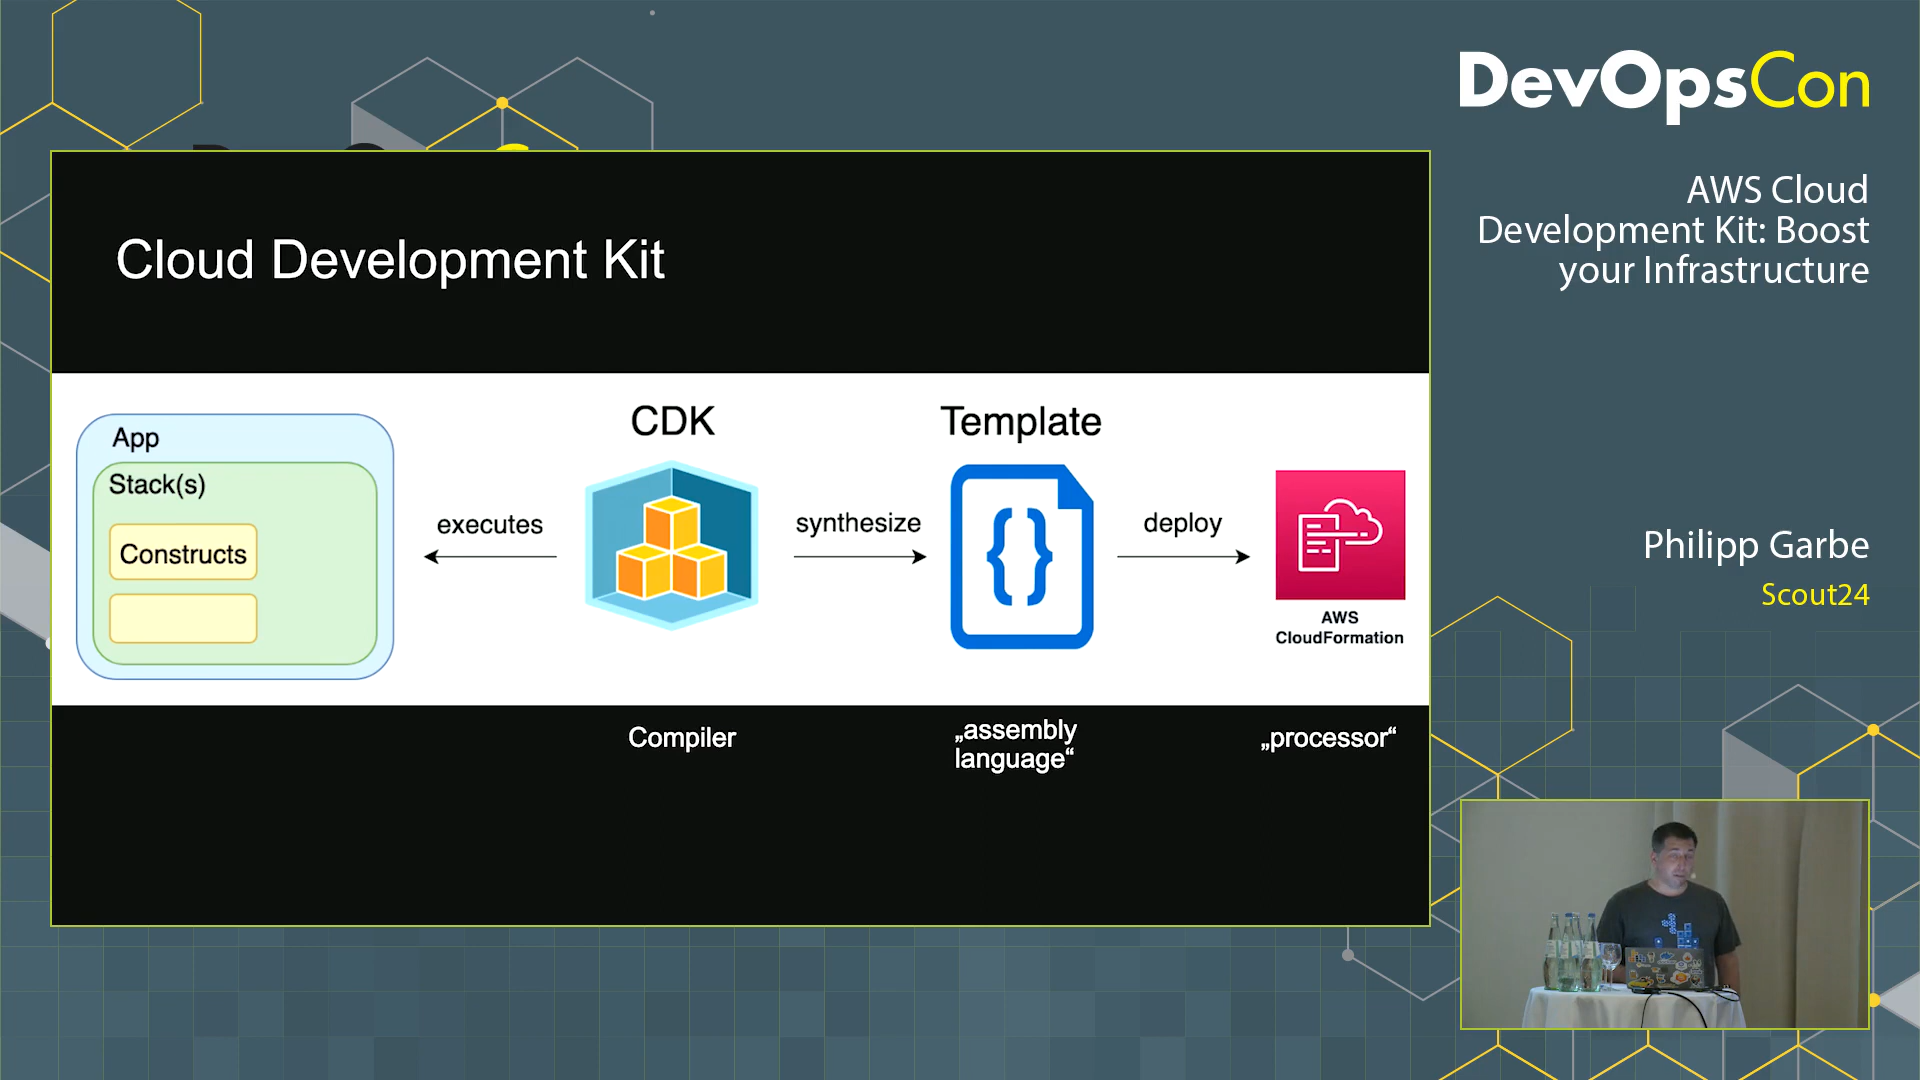 DevOpsCon
AWS Cloud
Development Kit: Boost
your Infrastructure
Philipp Garbe
Scout24
Cloud Development Kit
App
Stack(s)
Constructs
executes
CDK
synthesize
Template
{}
deploy
AWS
CloudFormation
Compiler
„assembly
language“
„processor“